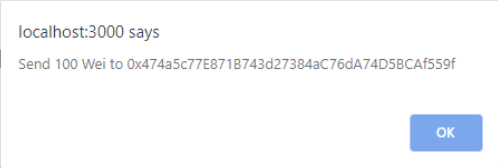 localhost:3000 says
Send 100 Wei to 0x474a5c77E871B743d27384aC76dA74D5BCAf559f
OK